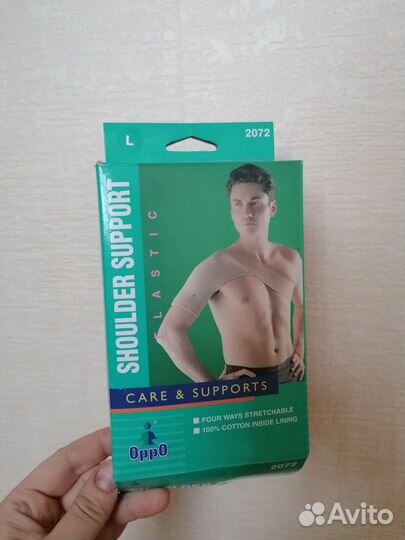 L
2072
SHOULDER SUPPORT
ELASTIC
CARE & SUPPORTS
FOUR WAYS STRETCHABLE
100% COTTON INSIDE LINING
OppO
2072
Avito